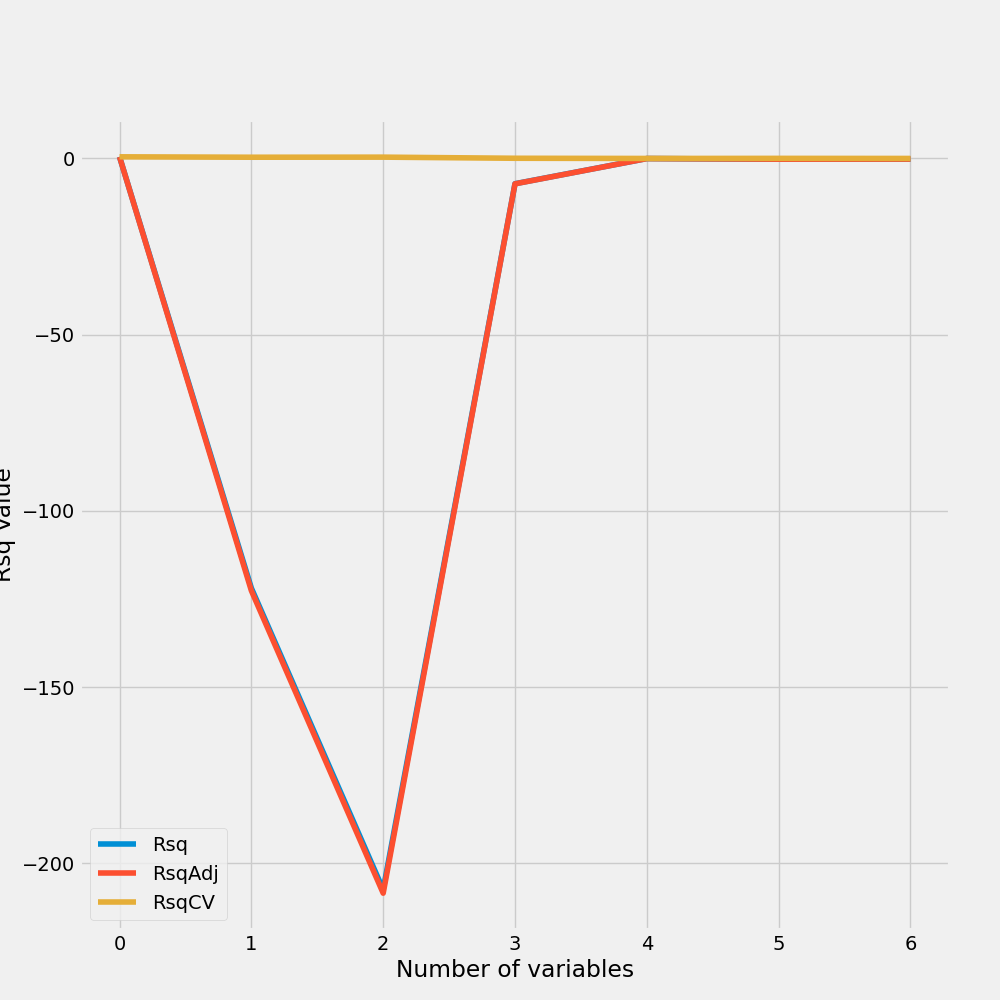 0
−50
−100
−150
−200
Rsq value
Rsq
RsqAdj
RsqCV
0 1 2 3 4 5 6
Number of variables